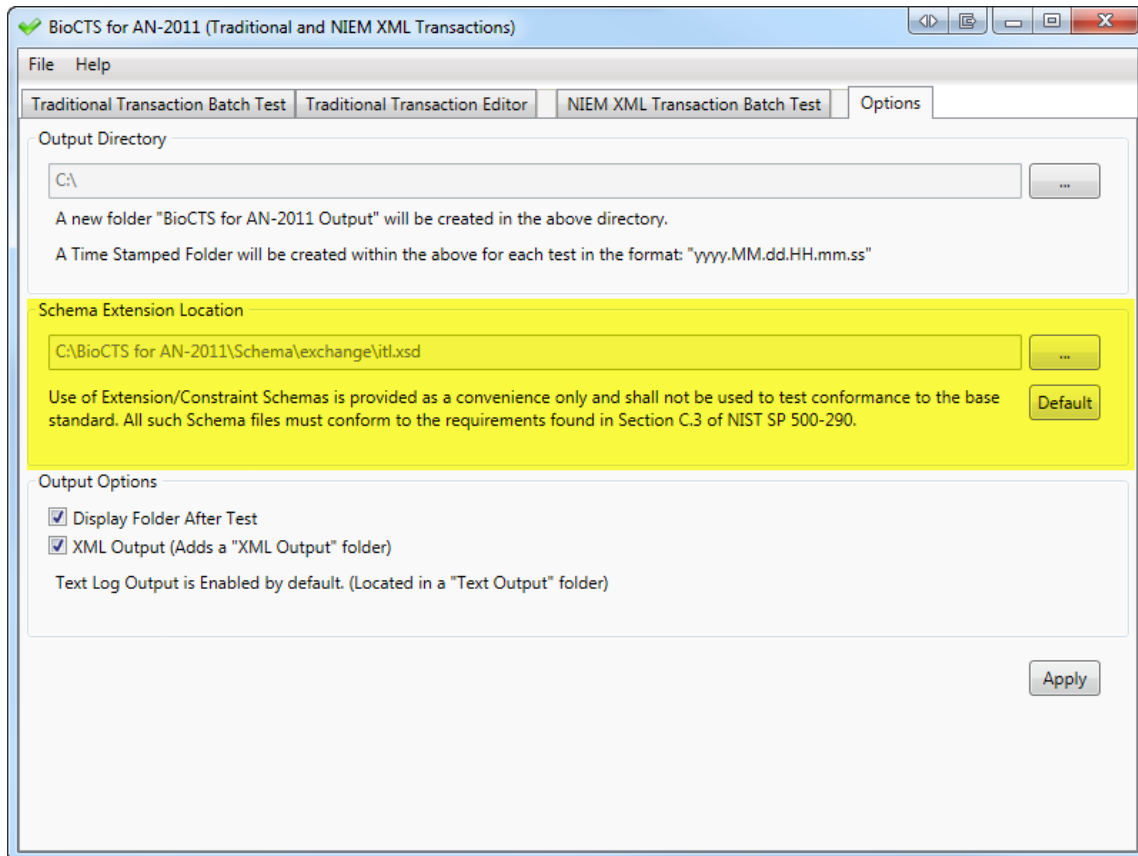 BioCTS for AN-2011 (Traditional and NIEM XML Transactions)
File Help
Traditional Transaction Batch Test Traditional Transaction Editor NIEM XML Transaction Batch Test Options
Output Directory
C:\
...
A new folder "BioCTS for AN-2011 Output" will be created in the above directory.
A Time Stamped Folder will be created within the above for each test in the format: "yyyy.MM.dd.HH.mm.ss"
Schema Extension Location
C:\BioCTS for AN-2011\Schema\exchange\itl.xsd
...
Use of Extension/Constraint Schemas is provided as a convenience only and shall not be used to test conformance to the base
standard. All such Schema files must conform to the requirements found in Section C.3 of NIST SP 500-290.
Default
Output Options
Display Folder After Test
XML Output (Adds a "XML Output" folder)
Text Log Output is Enabled by default. (Located in a "Text Output" folder)
Apply